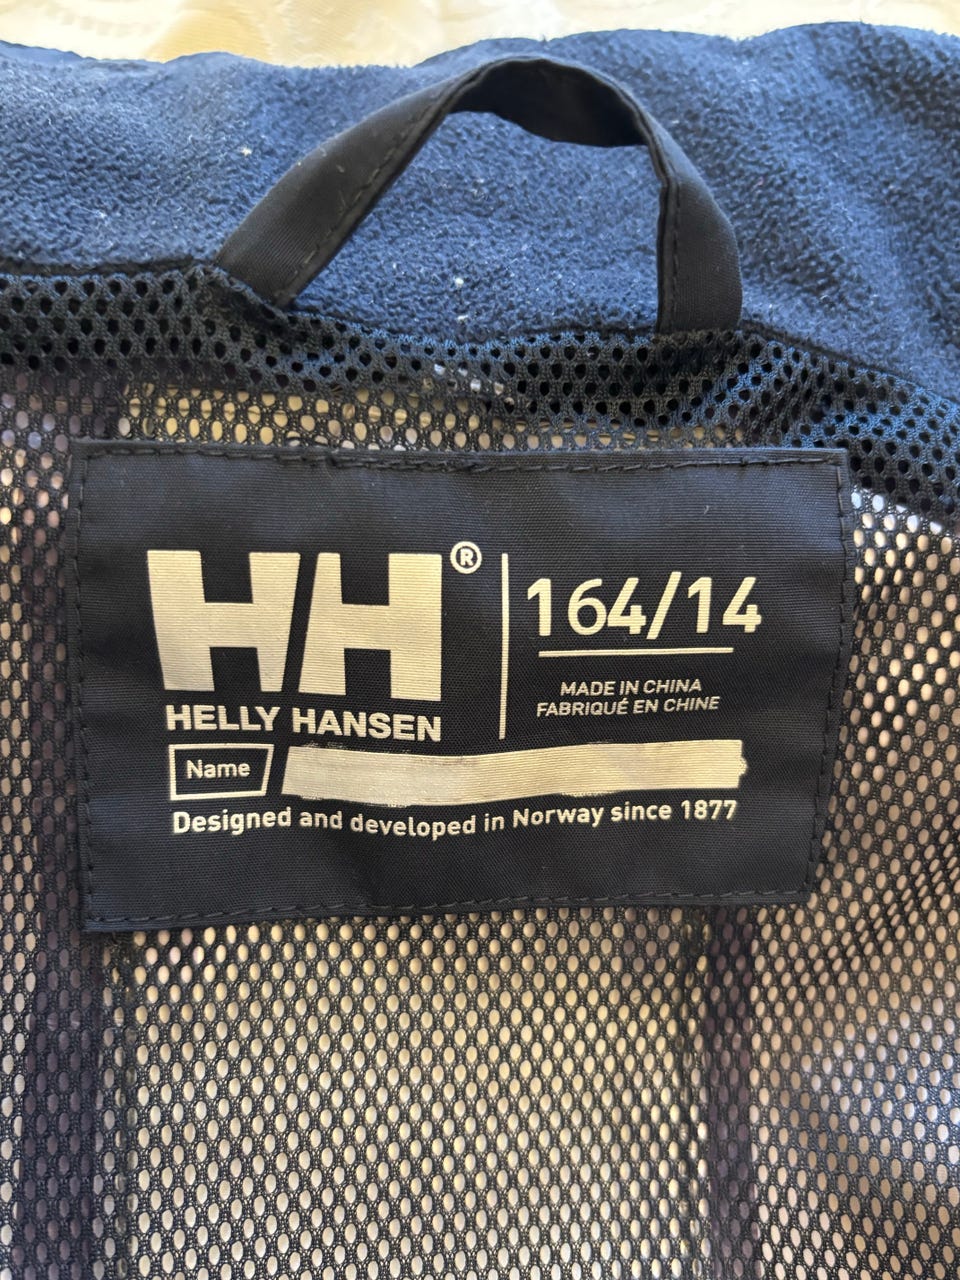 HH®
HELLY HANSEN
164/14
MADE IN CHINA
FABRIQUÉ EN CHINE
Name
Designed and developed in Norway since 1877